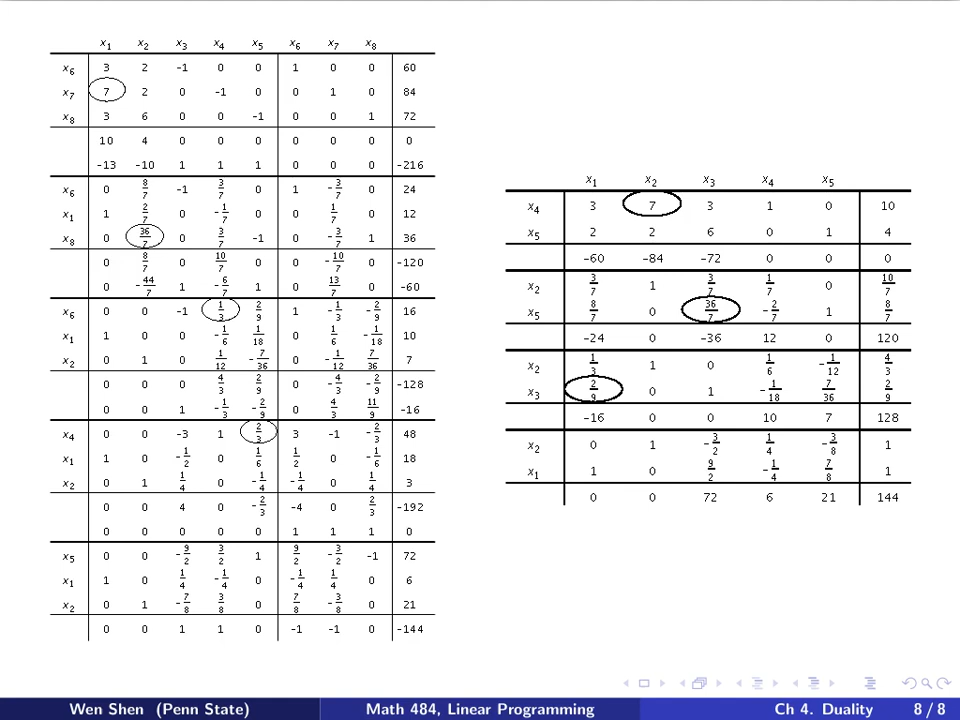 x1 x2 x3 x4 x5 x6 x7 x8
x6 3 2 -1 0 0 1 0 0 60
x7 7 2 0 -1 0 0 1 0 84
x8 3 6 0 0 -1 0 0 1 72
10 4 0 0 0 0 0 0 0
-13 -10 1 1 1 0 0 0 -216
x6 0 8/7 -1 3/7 0 1 -3/7 0 24
x1 1 2/7 0 -1/7 0 0 1/7 0 12
x8 0 36/7 0 3/7 -1 0 -3/7 1 36
0 8/7 0 10/7 0 0 -10/7 0 -120
0 -44/7 1 -6/7 1 0 13/7 0 -60
x6 0 0 -1 1/3 2/9 1 -1/3 -2/9 16
x1 1 0 0 -1/6 1/18 0 1/6 -1/18 10
x2 0 1 0 1/12 -7/36 0 -1/12 7/36 7
0 0 0 4/3 2/9 0 -4/3 -2/9 -128
0 0 1 -1/3 -2/9 0 4/3 11/9 -16
x4 0 0 -3 1 2/3 3 -1 -2/3 48
x1 1 0 -1/2 0 1/6 1/2 0 -1/6 18
x2 0 1 1/4 0 -1/4 -1/4 0 1/4 3
0 0 4 0 -2/3 -4 0 2/3 -192
0 0 0 0 0 1 1 1 0
x5 0 0 -9/2 3/2 1 9/2 -3/2 -1 72
x1 1 0 1/4 -1/4 0 -1/4 1/4 0 6
x2 0 1 -7/8 3/8 0 7/8 -3/8 0 21
0 0 1 1 0 -1 -1 0 -144
x1 x2 x3 x4 x5
x4 3 7 3 1 0 10
x5 2 2 6 0 1 4
-60 -84 -72 0 0 0
x2 3/7 1 3/7 1/7 0 10/7
x5 8/7 0 36/7 -2/7 1 8/7
-24 0 -36 12 0 120
x2 1/3 1 0 1/6 -1/12 4/3
x3 2/9 0 1 -1/18 7/36 2/9
-16 0 0 10 7 128
x2 0 1 -3/2 1/4 -3/8 1
x1 1 0 9/2 -1/4 7/8 1
0 0 72 6 21 144
Wen Shen (Penn State) Math 484, Linear Programming Ch 4. Duality 8 / 8